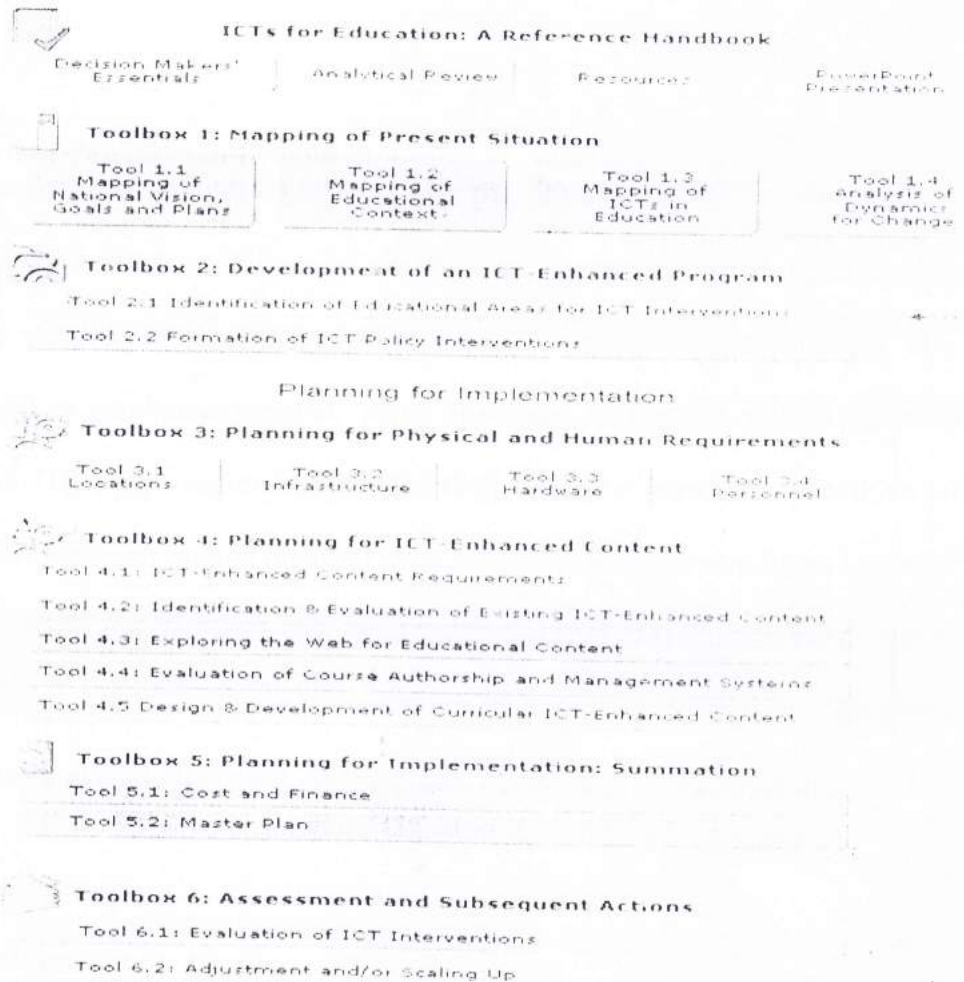 ICTs for Education: A Reference Handbook
Decision Makers'
Essentials
Analytical Review
Resources
PowerPoint
Presentation
Toolbox 1: Mapping of Present Situation
Tool 1.1
Mapping of
National Vision,
Goals and Plans
Tool 1.2
Mapping of
Educational
Context
Tool 1.3
Mapping of
ICTs in
Education
Tool 1.4
Analysis of
Dynamics
for Change
Toolbox 2: Development of an ICT-Enhanced Program
Tool 2.1 Identification of Educational Areas for ICT Interventions
Tool 2.2 Formation of ICT Policy Interventions
Planning for Implementation
Toolbox 3: Planning for Physical and Human Requirements
Tool 3.1
Locations
Tool 3.2
Infrastructure
Tool 3.3
Hardware
Tool 3.4
Personnel
Toolbox 4: Planning for ICT-Enhanced Content
Tool 4.1: ICT-Enhanced Content Requirements
Tool 4.2: Identification & Evaluation of Existing ICT-Enhanced Content
Tool 4.3: Exploring the Web for Educational Content
Tool 4.4: Evaluation of Course Authorship and Management Systems
Tool 4.5 Design & Development of Curricular ICT-Enhanced Content
Toolbox 5: Planning for Implementation: Summation
Tool 5.1: Cost and Finance
Tool 5.2: Master Plan
Toolbox 6: Assessment and Subsequent Actions
Tool 6.1: Evaluation of ICT Interventions
Tool 6.2: Adjustment and/or Scaling Up